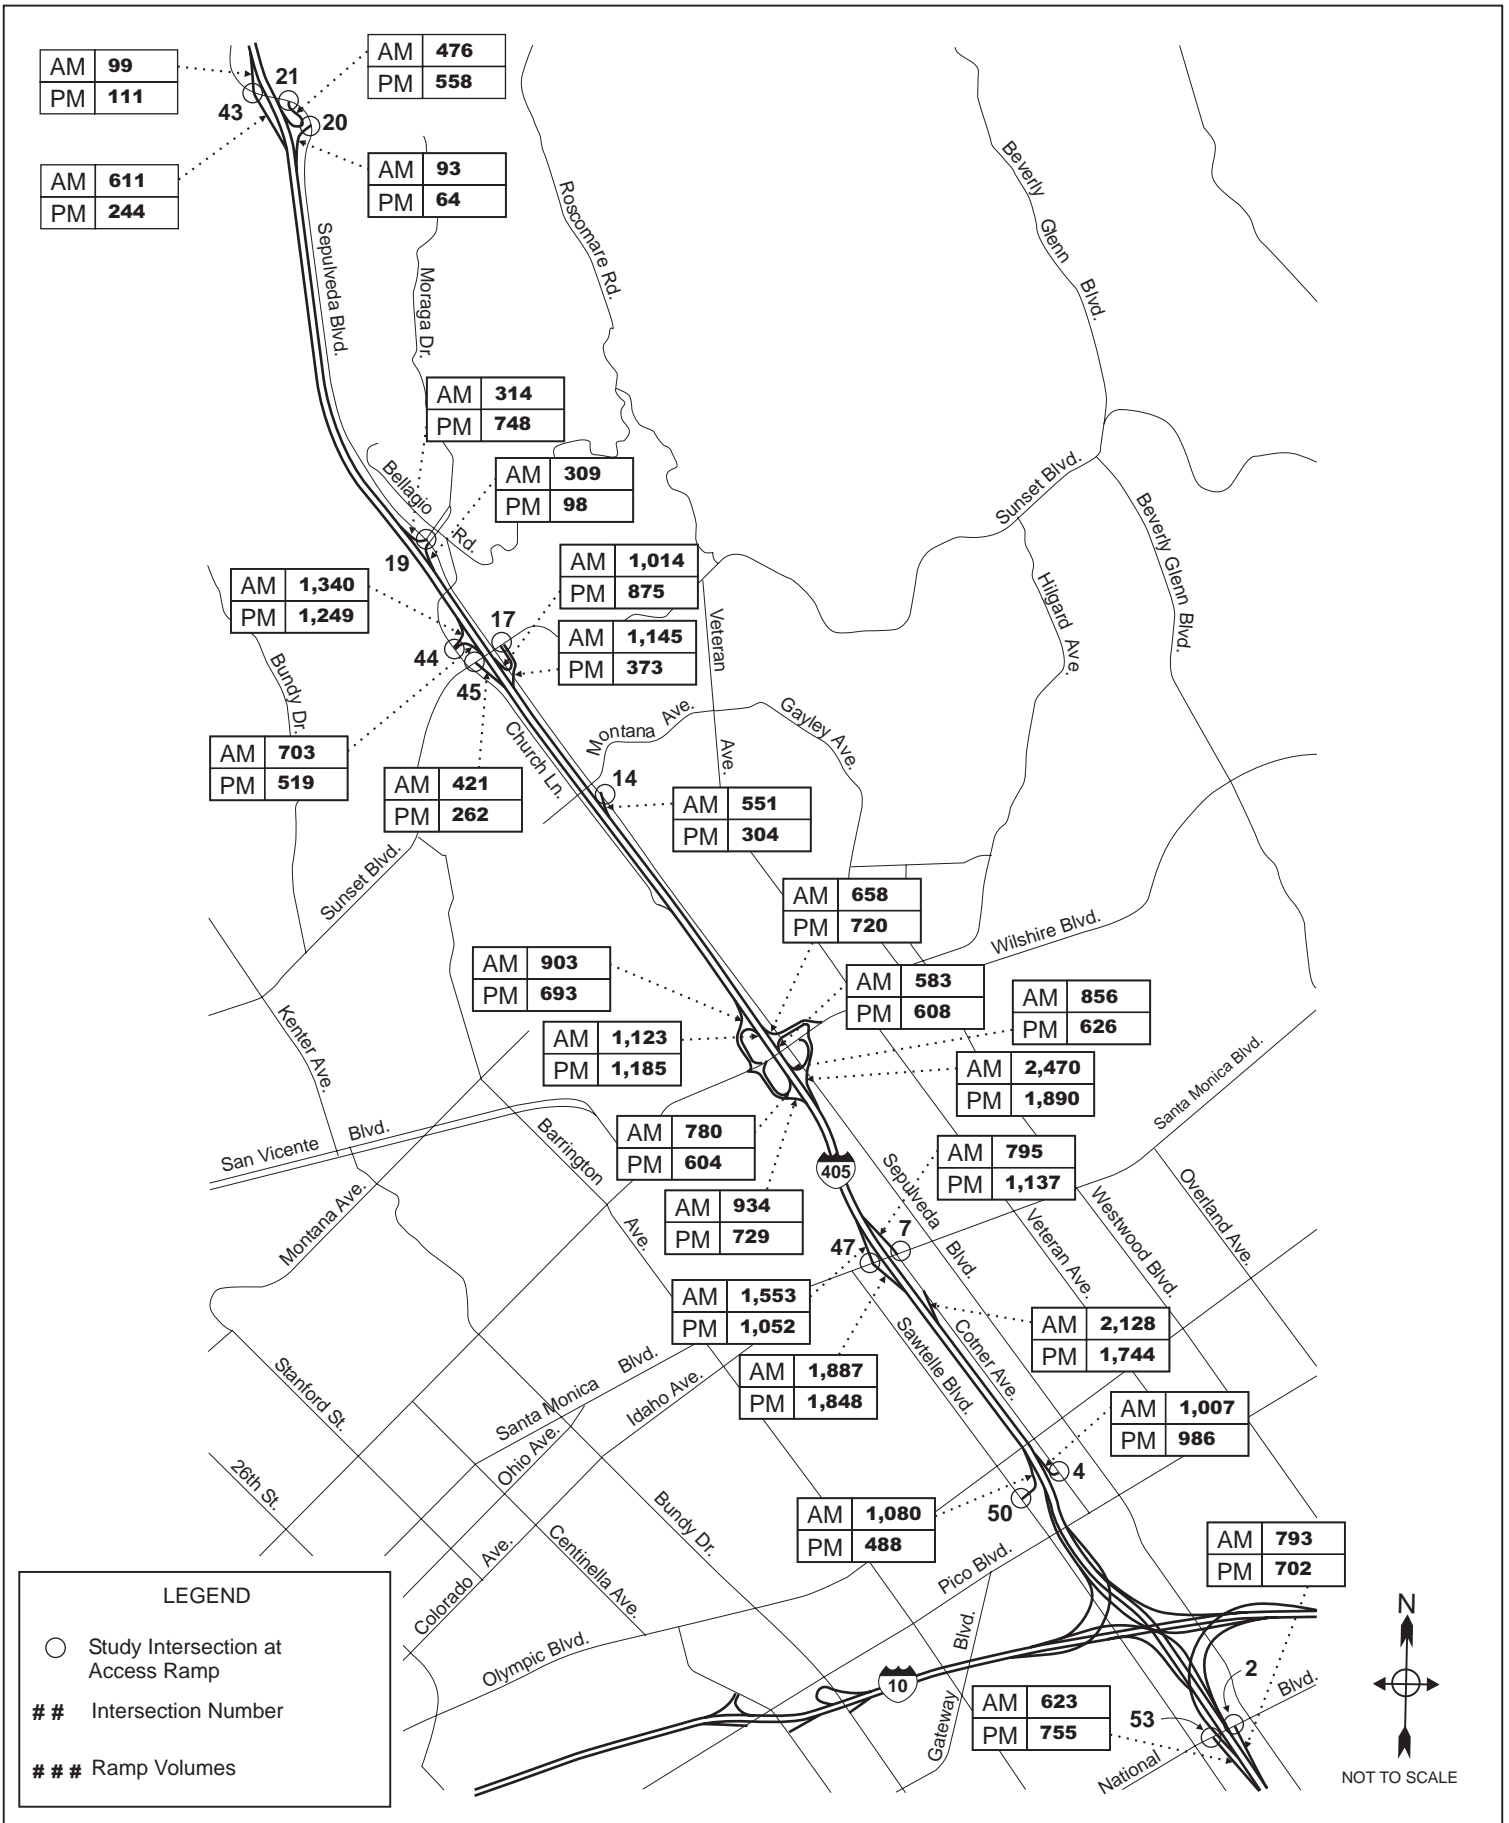 AM 99
PM 111
AM 476
PM 558
21
43
20
AM 611
PM 244
AM 93
PM 64
Sepulveda Blvd.
Moraga Dr.
Roscomare Rd.
Beverly Glenn Blvd.
AM 314
PM 748
Bellagio Rd.
AM 309
PM 98
Sunset Blvd.
Beverly Glenn Blvd.
19
AM 1,014
PM 875
AM 1,340
PM 1,249
17
AM 1,145
PM 373
Hilgard Ave
Veteran Ave.
44
45
Bundy Dr.
AM 703
PM 519
AM 421
PM 262
Church Ln.
Montana Ave.
Gayley Ave.
14
AM 551
PM 304
Sunset Blvd.
AM 658
PM 720
Wilshire Blvd.
AM 903
PM 693
AM 583
PM 608
AM 856
PM 626
AM 1,123
PM 1,185
AM 2,470
PM 1,890
Kenter Ave.
Santa Monica Blvd.
San Vicente Blvd.
Barrington Ave.
AM 780
PM 604
405
AM 795
PM 1,137
AM 934
PM 729
Montana Ave.
Sepulveda Blvd.
Veteran Ave.
Westwood Blvd.
Overland Ave.
47
7
AM 1,553
PM 1,052
AM 2,128
PM 1,744
Sawtelle Blvd.
Cotner Ave.
AM 1,887
PM 1,848
Stanford St.
Santa Monica Blvd.
Idaho Ave.
Ohio Ave.
AM 1,007
PM 986
4
50
26th St.
Bundy Dr.
AM 1,080
PM 488
Centinella Ave.
Colorado Ave.
Pico Blvd.
AM 793
PM 702
Olympic Blvd.
Gateway Blvd.
10
AM 623
PM 755
53
2
National Blvd.
LEGEND
Study Intersection at
Access Ramp
# # Intersection Number
# # # Ramp Volumes
N
NOT TO SCALE